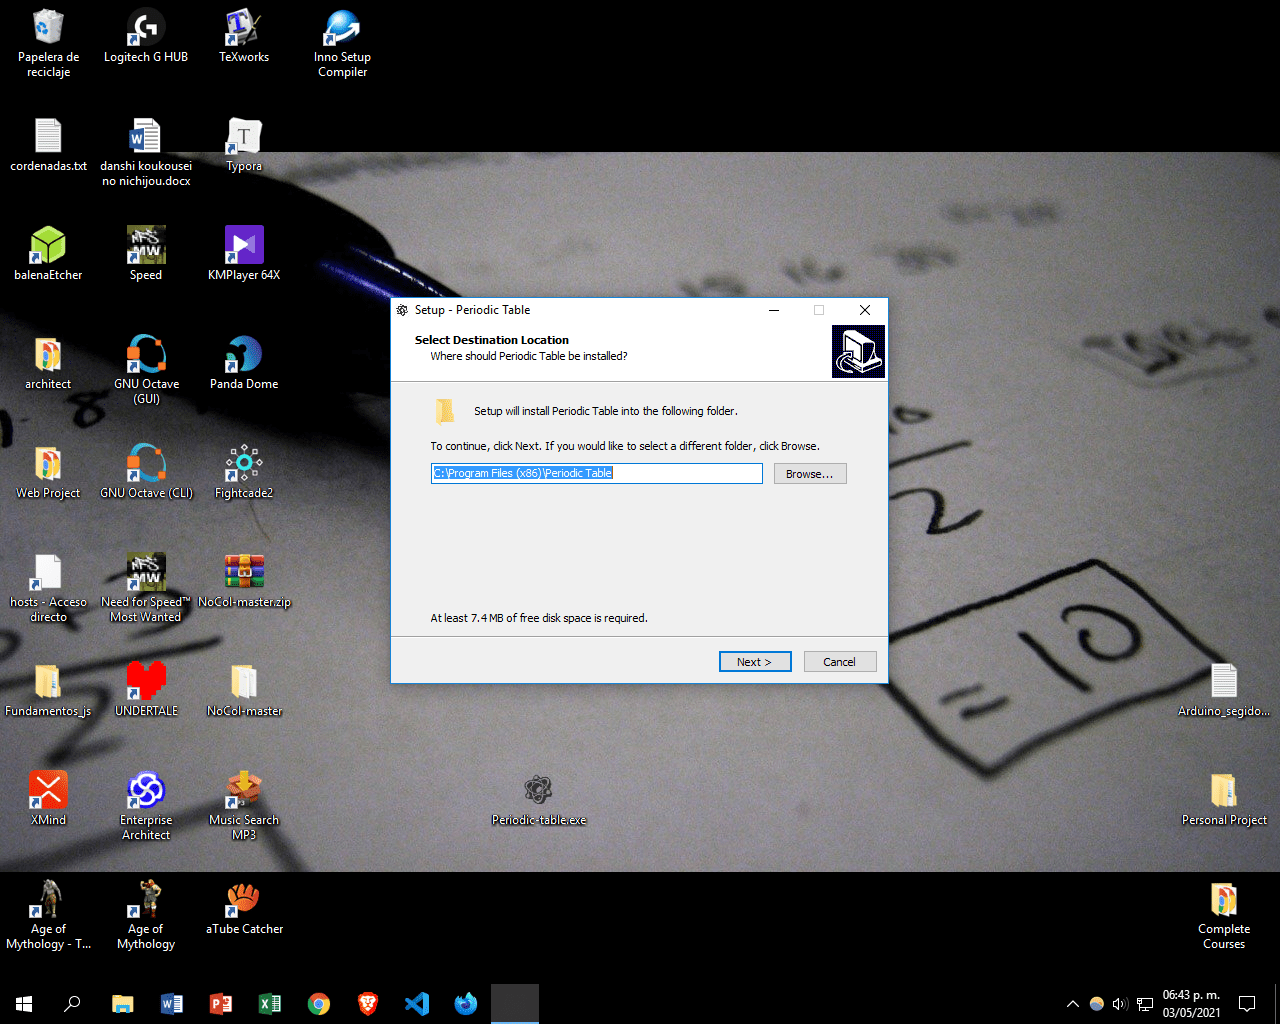 Papelera de
reciclaje
Logitech G HUB
TeXworks
Inno Setup
Compiler
cordenadas.txt
danshi koukousei
no nichijou.docx
Typora
balenaEtcher
Speed
KMPlayer 64X
architect
GNU Octave
(GUI)
Panda Dome
Web Project
GNU Octave (CLI)
Fightcade2
hosts - Acceso
directo
Need for Speed™
Most Wanted
NoCol-master.zip
Fundamentos_js
UNDERTALE
NoCol-master
XMind
Enterprise
Architect
Music Search
MP3
Age of
Mythology - T...
Age of
Mythology
aTube Catcher
Setup - Periodic Table
Select Destination Location
Where should Periodic Table be installed?
Setup will install Periodic Table into the following folder.
To continue, click Next. If you would like to select a different folder, click Browse.
C:\Program Files (x86)\Periodic Table
Browse...
At least 7.4 MB of free disk space is required.
Next >
Cancel
Periodic-table.exe
Arduino_segido...
Personal Project
Complete
Courses
06:43 p. m.
03/05/2021